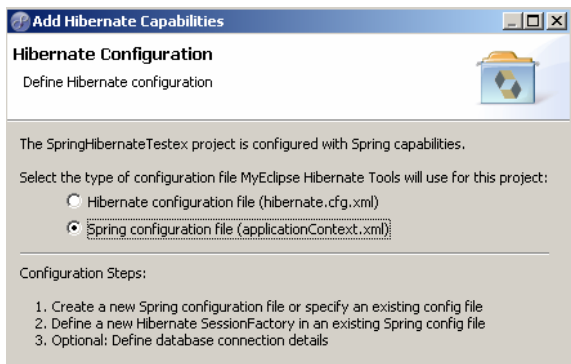 Add Hibernate Capabilities
Hibernate Configuration
Define Hibernate configuration
The SpringHibernateTestex project is configured with Spring capabilities.
Select the type of configuration file MyEclipse Hibernate Tools will use for this project:
Hibernate configuration file (hibernate.cfg.xml)
Spring configuration file (applicationContext.xml)
Configuration Steps:
1. Create a new Spring configuration file or specify an existing config file
2. Define a new Hibernate SessionFactory in an existing Spring config file
3. Optional: Define database connection details